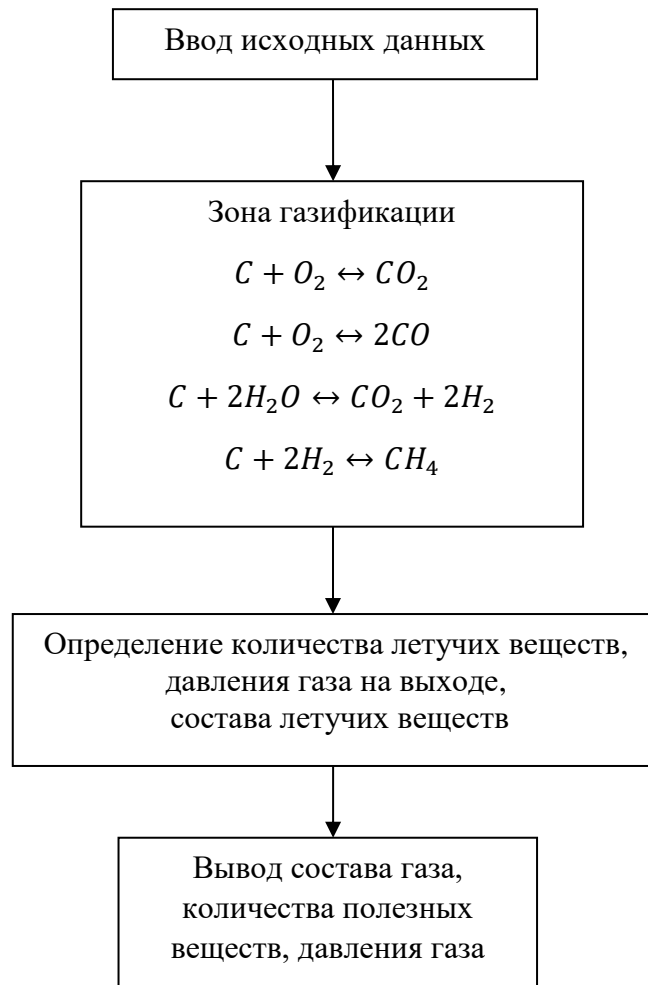 Ввод исходных данных
Зона газификации
C + O₂ ↔ CO₂
C + O₂ ↔ 2CO
C + 2H₂O ↔ CO₂ + 2H₂
C + 2H₂ ↔ CH₄
Определение количества летучих веществ,
давления газа на выходе,
состава летучих веществ
Вывод состава газа,
количества полезных
веществ, давления газа